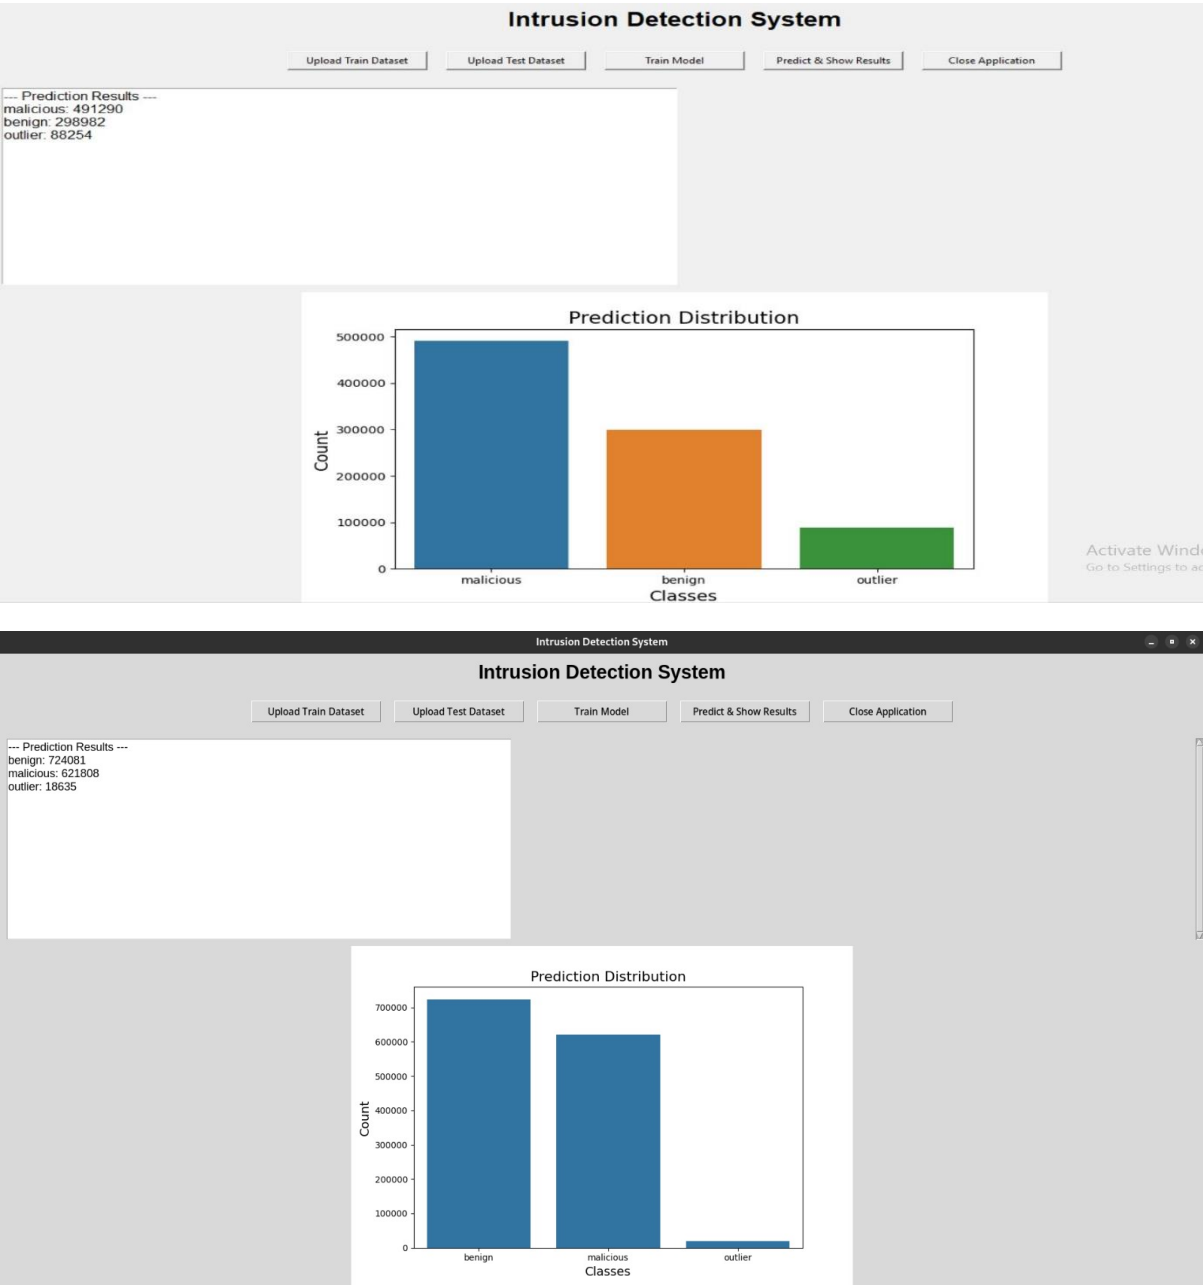 Intrusion Detection System
Upload Train Dataset Upload Test Dataset Train Model Predict & Show Results Close Application
--- Prediction Results ---
malicious: 491290
benign: 298982
outlier: 88254
Prediction Distribution
500000
400000
300000
200000
100000
0
Count
malicious benign outlier
Classes
Activate Wind
Go to Settings to ac
Intrusion Detection System
Intrusion Detection System
Upload Train Dataset Upload Test Dataset Train Model Predict & Show Results Close Application
--- Prediction Results ---
benign: 724081
malicious: 621808
outlier: 18635
Prediction Distribution
700000
600000
500000
400000
300000
200000
100000
0
Count
benign malicious outlier
Classes